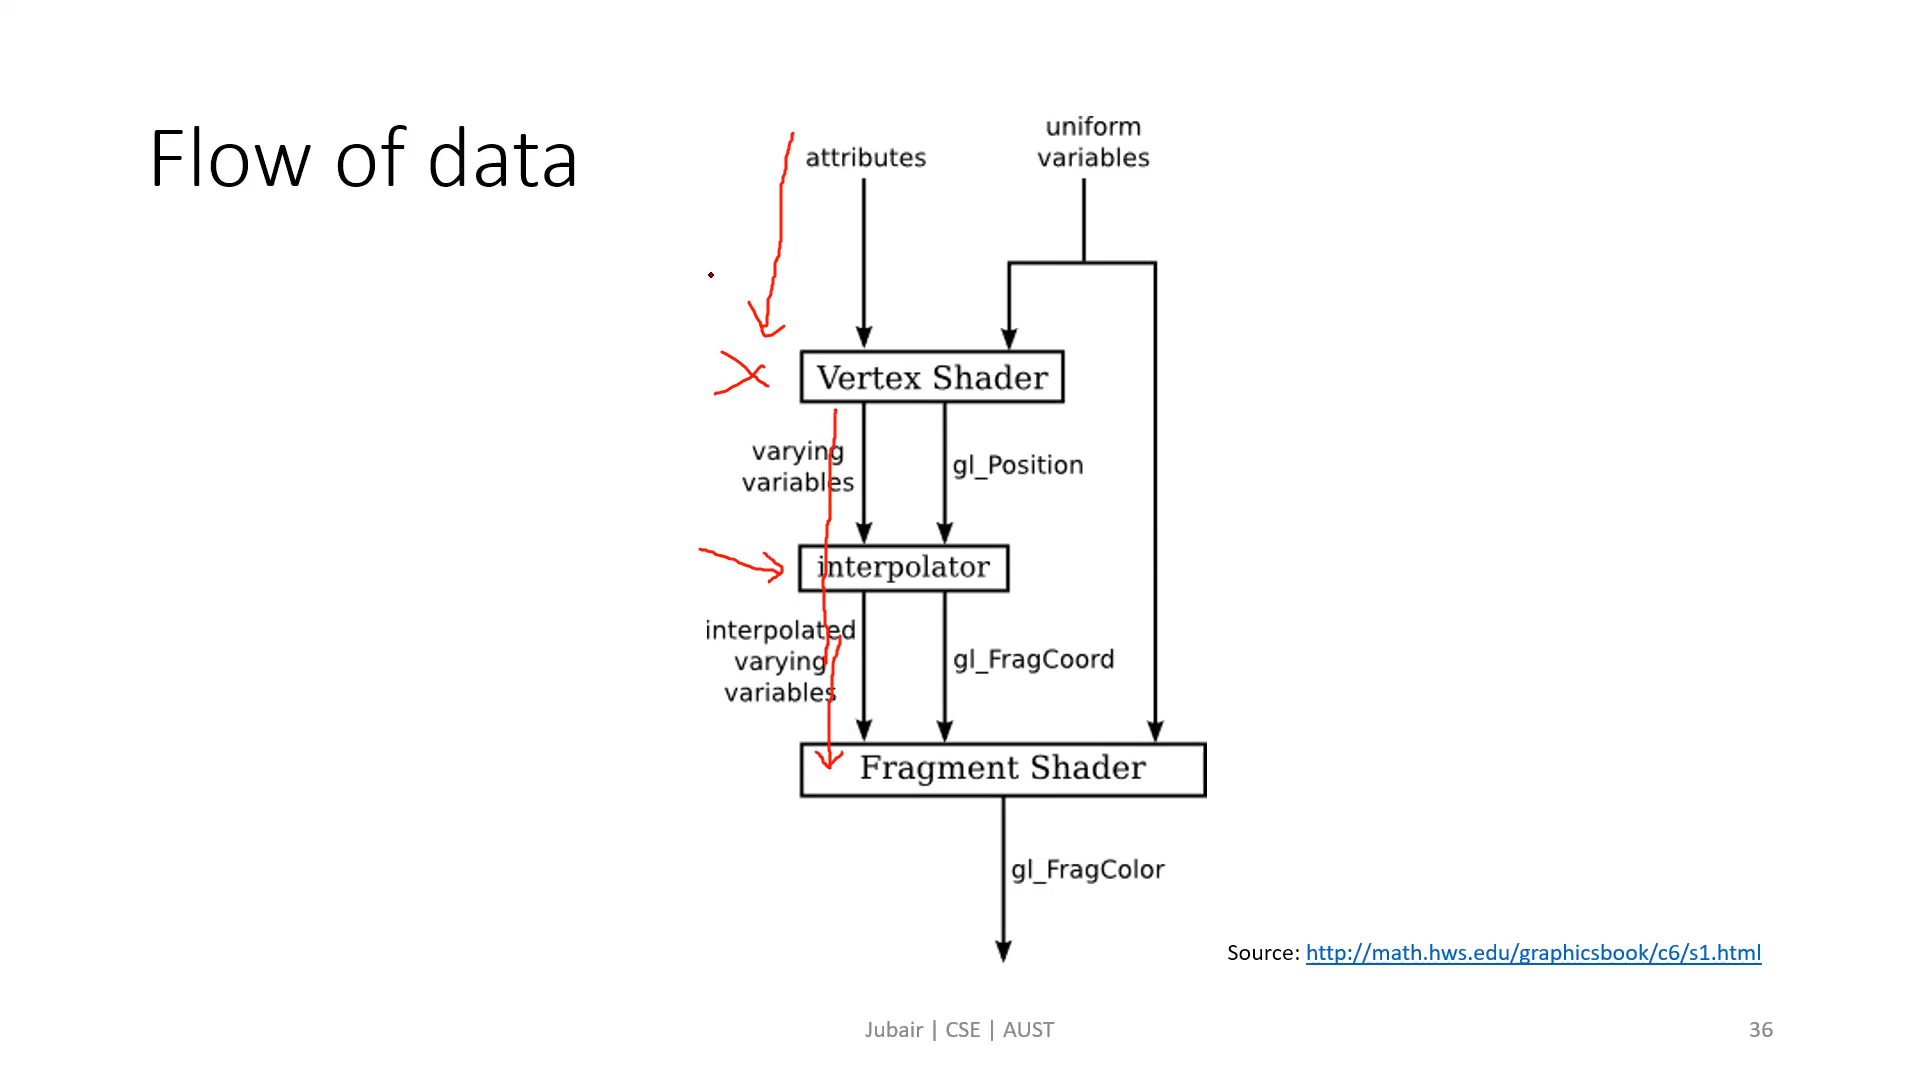 Flow of data
uniform
variables
attributes
Vertex Shader
varying
variables
gl_Position
interpolator
interpolated
varying
variables
gl_FragCoord
Fragment Shader
gl_FragColor
Source: http://math.hws.edu/graphicsbook/c6/s1.html
Jubair | CSE | AUST
36